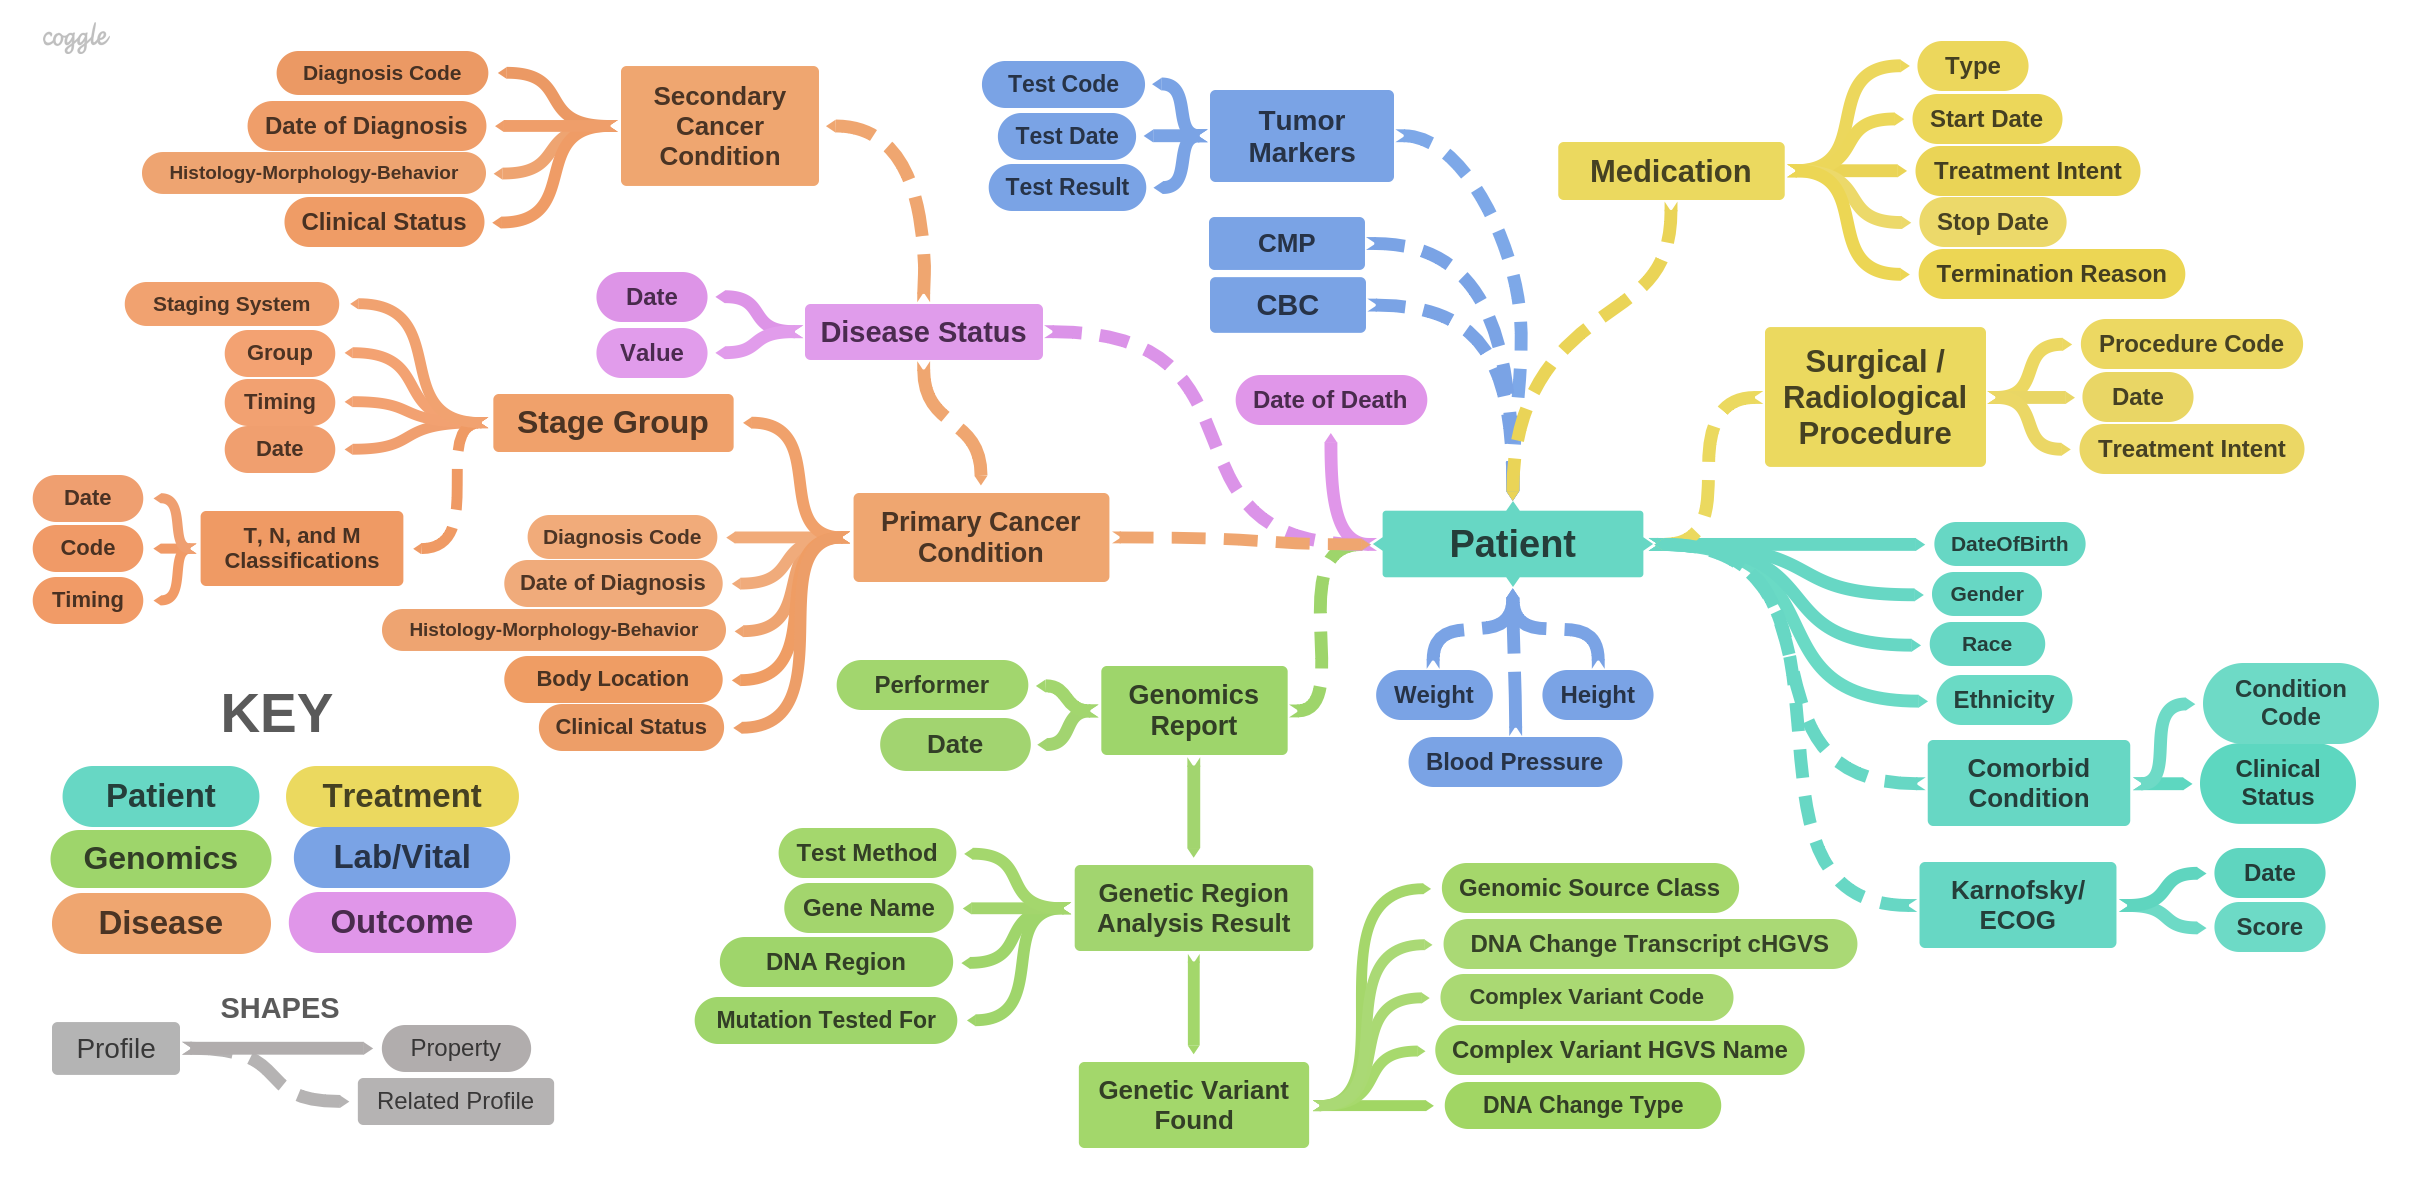 coggle
Diagnosis Code
Date of Diagnosis
Histology-Morphology-Behavior
Clinical Status
Secondary
Cancer
Condition
Test Code
Test Date
Test Result
Tumor
Markers
CMP
CBC
Medication
Type
Start Date
Treatment Intent
Stop Date
Termination Reason
Staging System
Group
Timing
Date
Stage Group
Date
Value
Disease Status
Date of Death
Surgical /
Radiological
Procedure
Procedure Code
Date
Treatment Intent
Date
Code
Timing
T, N, and M
Classifications
Diagnosis Code
Date of Diagnosis
Histology-Morphology-Behavior
Body Location
Clinical Status
Primary Cancer
Condition
Patient
DateOfBirth
Gender
Race
Ethnicity
Weight
Height
Blood Pressure
Performer
Date
Genomics
Report
Comorbid
Condition
Condition
Code
Clinical
Status
Karnofsky/
ECOG
Date
Score
Test Method
Gene Name
DNA Region
Mutation Tested For
Genetic Region
Analysis Result
Genetic Variant
Found
Genomic Source Class
DNA Change Transcript cHGVS
Complex Variant Code
Complex Variant HGVS Name
DNA Change Type
KEY
Patient
Treatment
Genomics
Lab/Vital
Disease
Outcome
SHAPES
Profile
Property
Related Profile